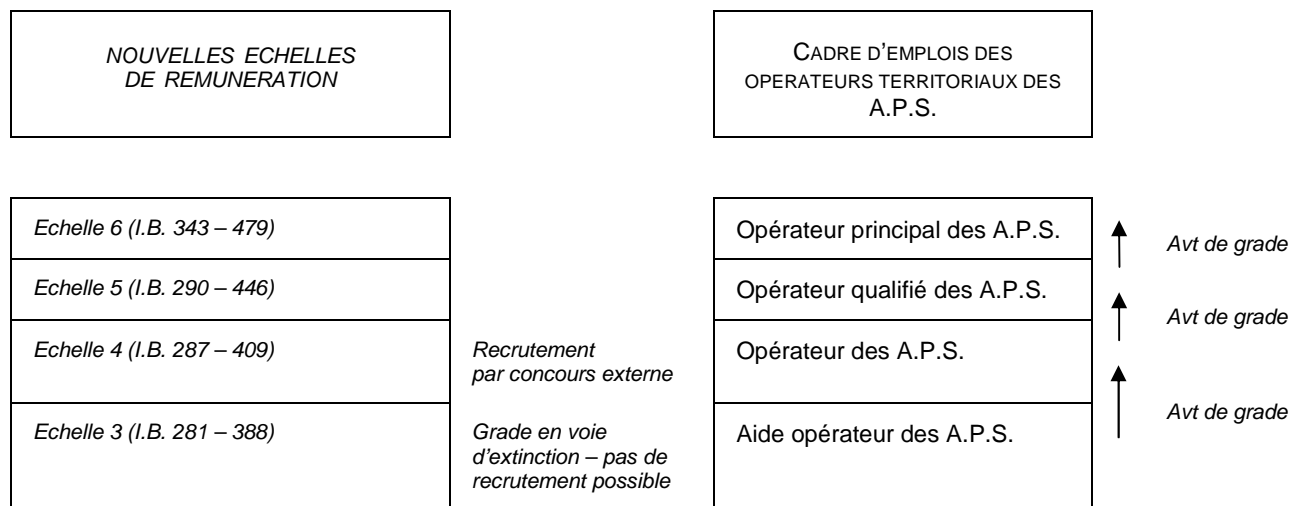 NOUVELLES ECHELLES
DE REMUNERATION
CADRE D'EMPLOIS DES
OPERATEURS TERRITORIAUX DES
A.P.S.
Echelle 6 (I.B. 343 – 479)
Opérateur principal des A.P.S.
Avt de grade
Echelle 5 (I.B. 290 – 446)
Opérateur qualifié des A.P.S.
Avt de grade
Echelle 4 (I.B. 287 – 409)
Recrutement
par concours externe
Opérateur des A.P.S.
Avt de grade
Echelle 3 (I.B. 281 – 388)
Grade en voie
d'extinction – pas de
recrutement possible
Aide opérateur des A.P.S.